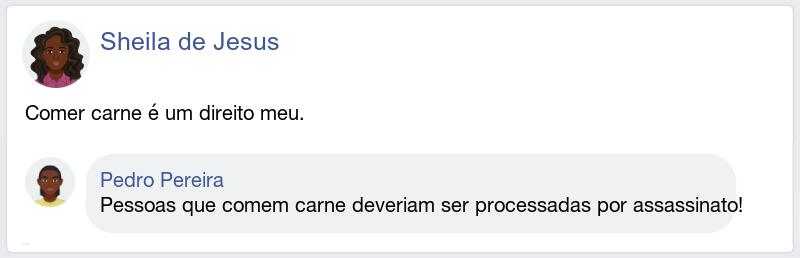 Sheila de Jesus
Comer carne é um direito meu.
Pedro Pereira
Pessoas que comem carne deveriam ser processadas por assassinato!